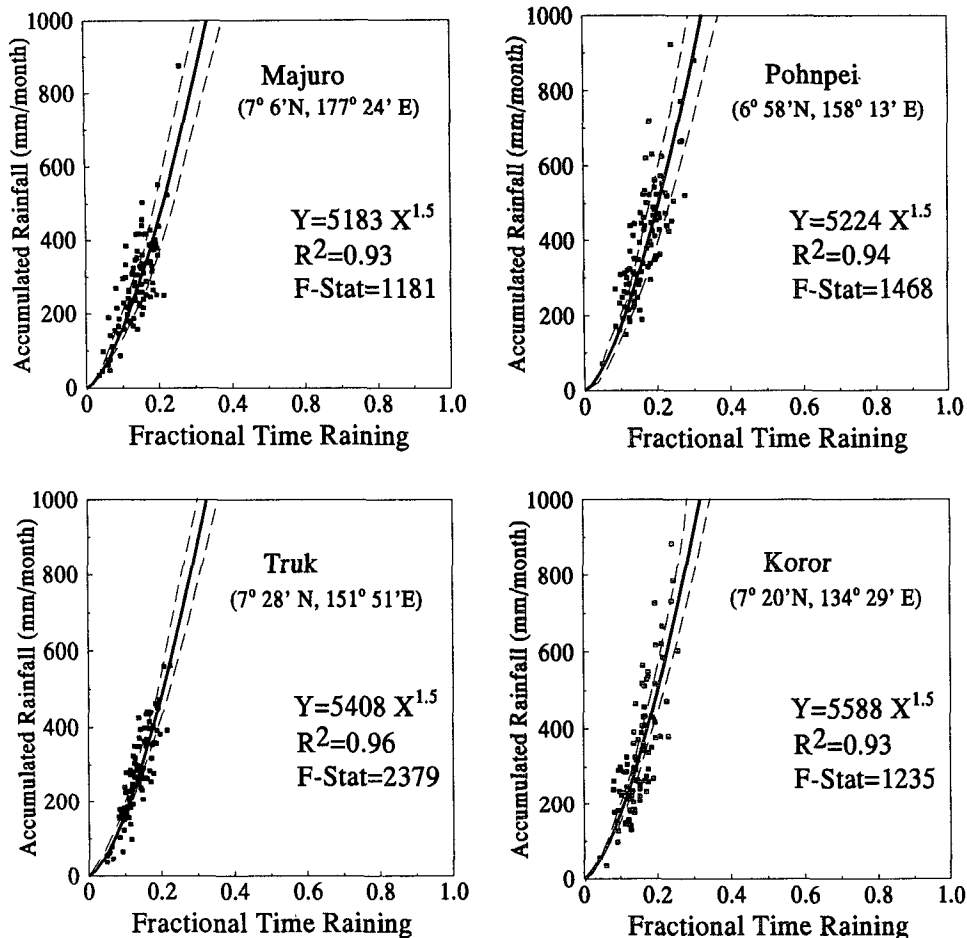 Accumulated Rainfall (mm/month)
1000
800
600
400
200
0
Majuro
(7° 6'N, 177° 24' E)
Y=5183 X^1.5
R^2=0.93
F-Stat=1181
0 0.2 0.4 0.6 0.8 1.0
Fractional Time Raining
Accumulated Rainfall (mm/month)
1000
800
600
400
200
0
Pohnpei
(6° 58'N, 158° 13' E)
Y=5224 X^1.5
R^2=0.94
F-Stat=1468
0 0.2 0.4 0.6 0.8 1.0
Fractional Time Raining
Accumulated Rainfall (mm/month)
1000
800
600
400
200
0
Truk
(7° 28' N, 151° 51'E)
Y=5408 X^1.5
R^2=0.96
F-Stat=2379
0 0.2 0.4 0.6 0.8 1.0
Fractional Time Raining
Accumulated Rainfall (mm/month)
1000
800
600
400
200
0
Koror
(7° 20'N, 134° 29' E)
Y=5588 X^1.5
R^2=0.93
F-Stat=1235
0 0.2 0.4 0.6 0.8 1.0
Fractional Time Raining